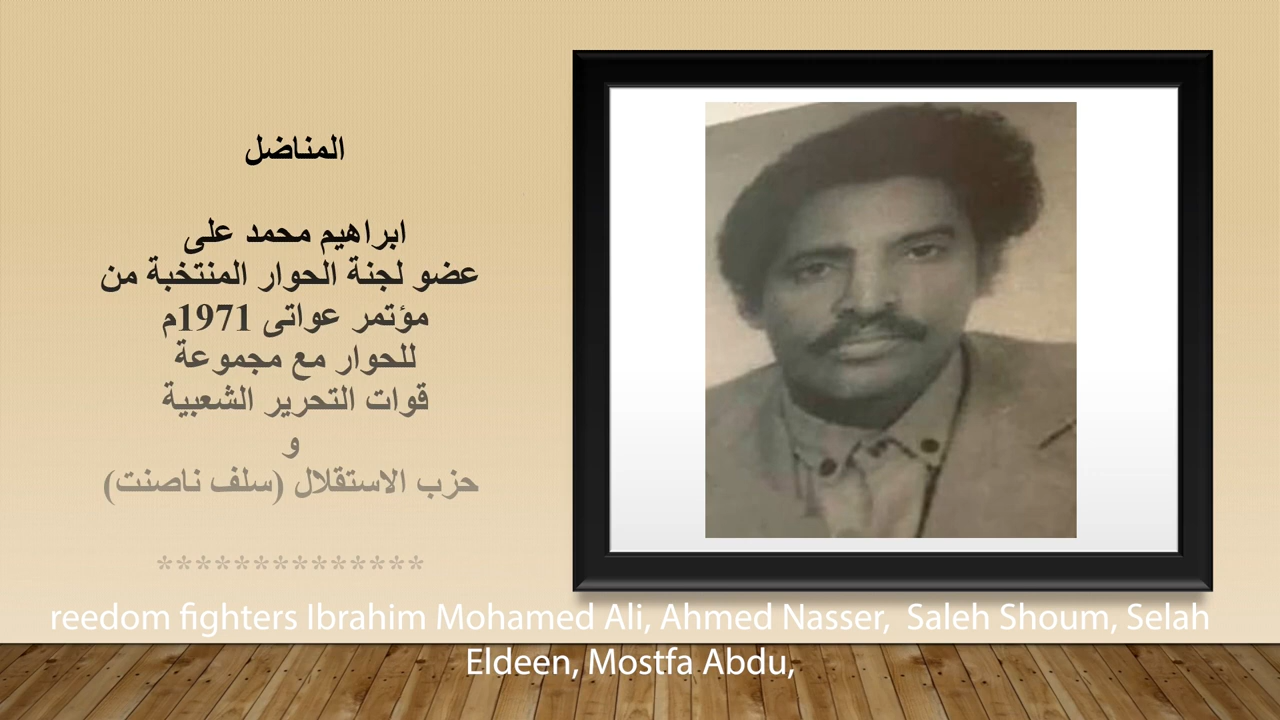 المناضل
ابراهيم محمد على
عضو لجنة الحوار المنتخبة من
مؤتمر عواتى 1971م
للحوار مع مجموعة
قوات التحرير الشعبية
و
حزب الاستقلال (سلف ناصنت)
**************
reedom fighters Ibrahim Mohamed Ali, Ahmed Nasser,  Saleh Shoum, Selah
Eldeen, Mostfa Abdu,